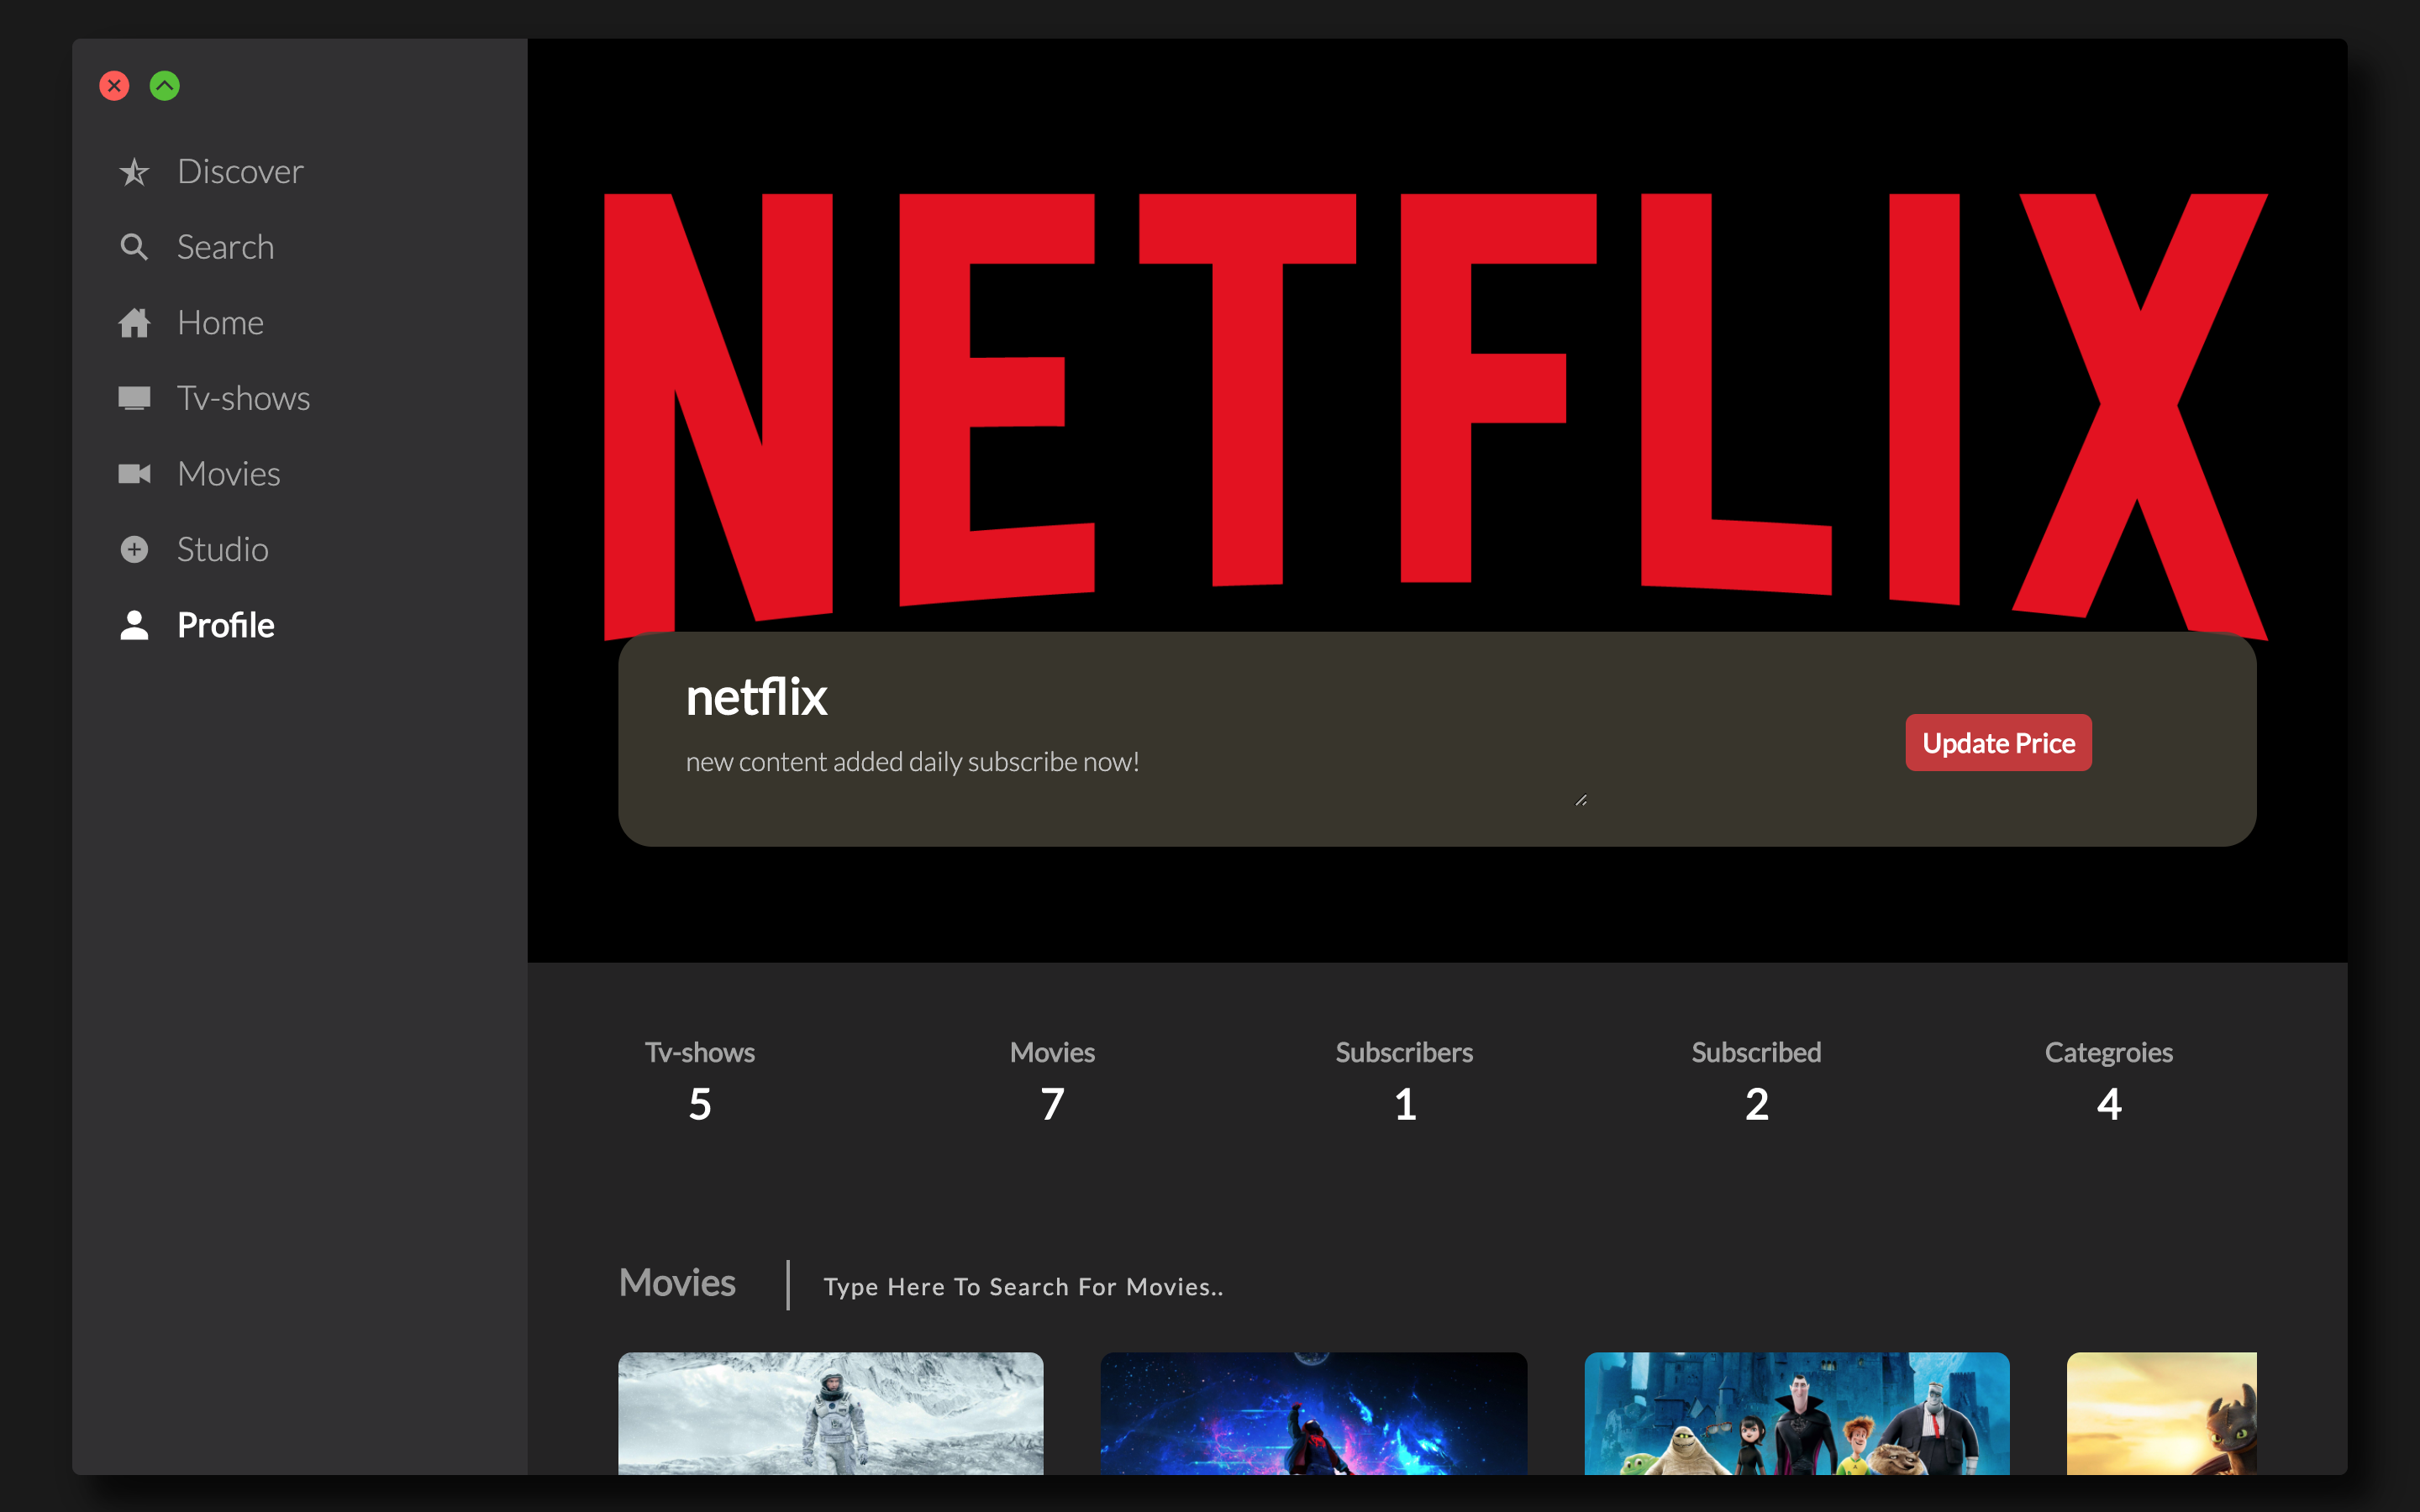 Discover
Search
Home
Tv-shows
Movies
Studio
Profile
NETFLIX
netflix
new content added daily subscribe now!
Update Price
Tv-shows
5
Movies
7
Subscribers
1
Subscribed
2
Categroies
4
Movies
Type Here To Search For Movies..